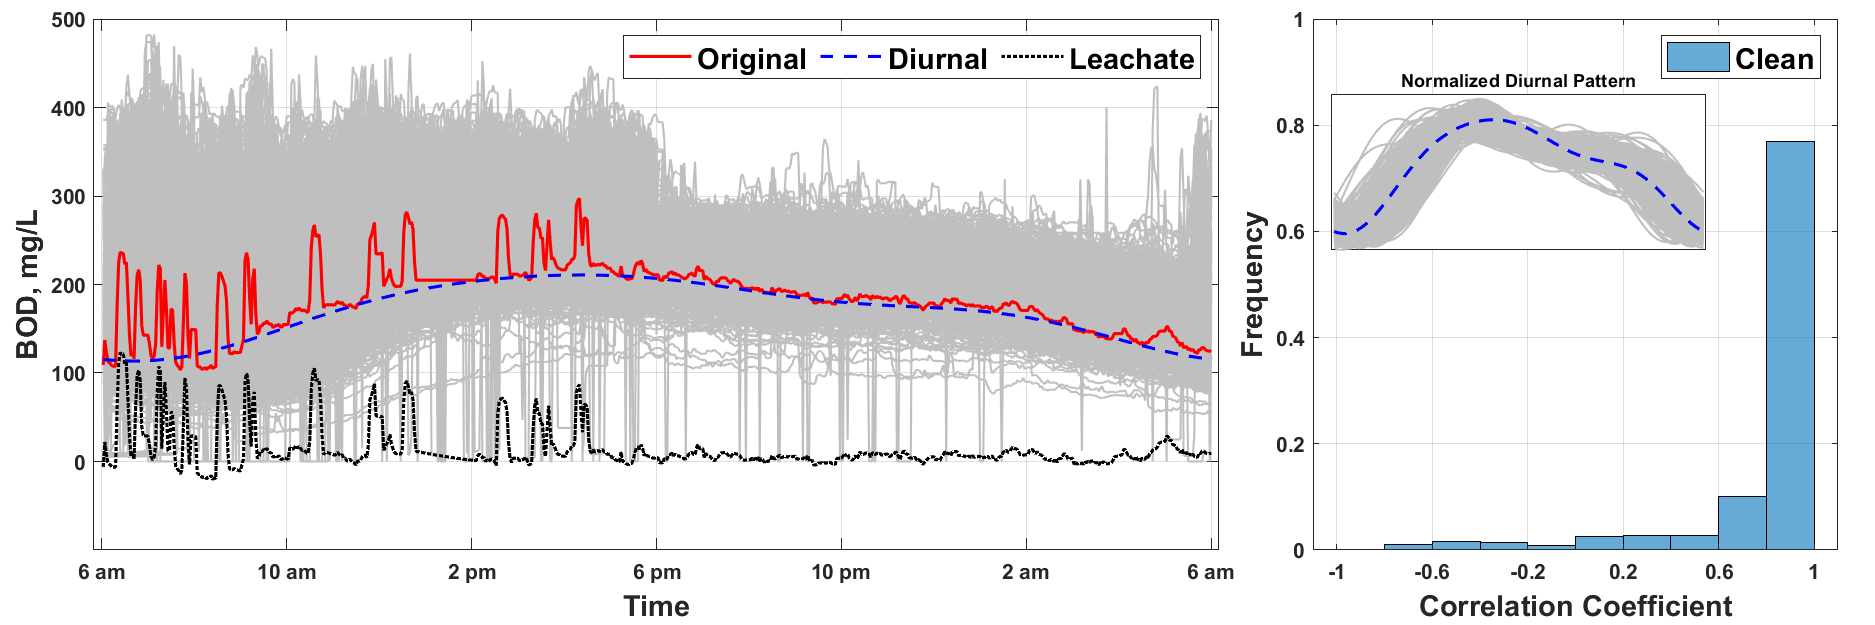 500
400
300
200
100
0
BOD, mg/L
Original Diurnal Leachate
6 am 10 am 2 pm 6 pm 10 pm 2 am 6 am
Time
1
0.8
0.6
0.4
0.2
0
Frequency
Clean
Normalized Diurnal Pattern
-1 -0.6 -0.2 0.2 0.6 1
Correlation Coefficient